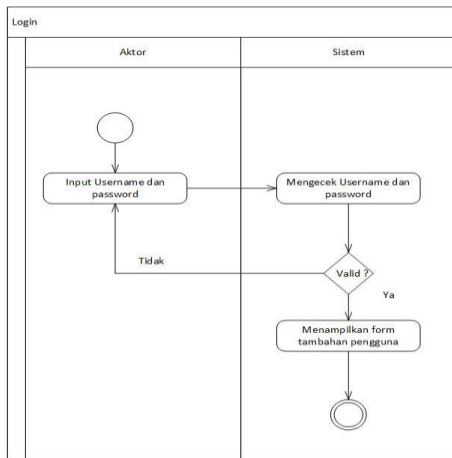 Login
Aktor
Sistem
Input Username dan
password
Mengecek Username dan
password
Tidak
Valid ?
Ya
Menampilkan form
tambahan pengguna